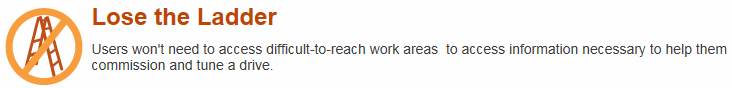 Lose the Ladder
Users won't need to access difficult-to-reach work areas  to access information necessary to help them
commission and tune a drive.